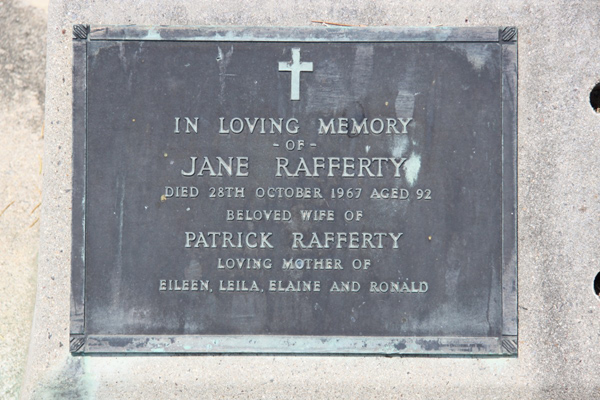 IN LOVING MEMORY
- OF -
JANE RAFFERTY
DIED 28TH OCTOBER 1967 AGED 92
BELOVED WIFE OF
PATRICK RAFFERTY
LOVING MOTHER OF
EILEEN, LEILA, ELAINE AND RONALD